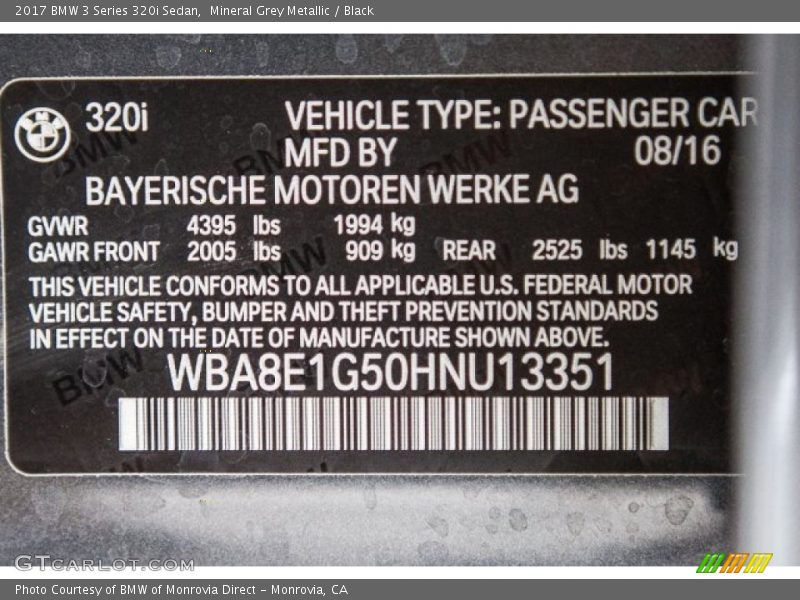 2017 BMW 3 Series 320i Sedan,  Mineral Grey Metallic / Black
320i VEHICLE TYPE: PASSENGER CAR
MFD BY 08/16
BAYERISCHE MOTOREN WERKE AG
GVWR 4395 lbs 1994 kg
GAWR FRONT 2005 lbs 909 kg REAR 2525 lbs 1145 kg
THIS VEHICLE CONFORMS TO ALL APPLICABLE U.S. FEDERAL MOTOR
VEHICLE SAFETY, BUMPER AND THEFT PREVENTION STANDARDS
IN EFFECT ON THE DATE OF MANUFACTURE SHOWN ABOVE.
WBA8E1G50HNU13351
BMW
GTCARLOT.COM
Photo Courtesy of BMW of Monrovia Direct – Monrovia, CA